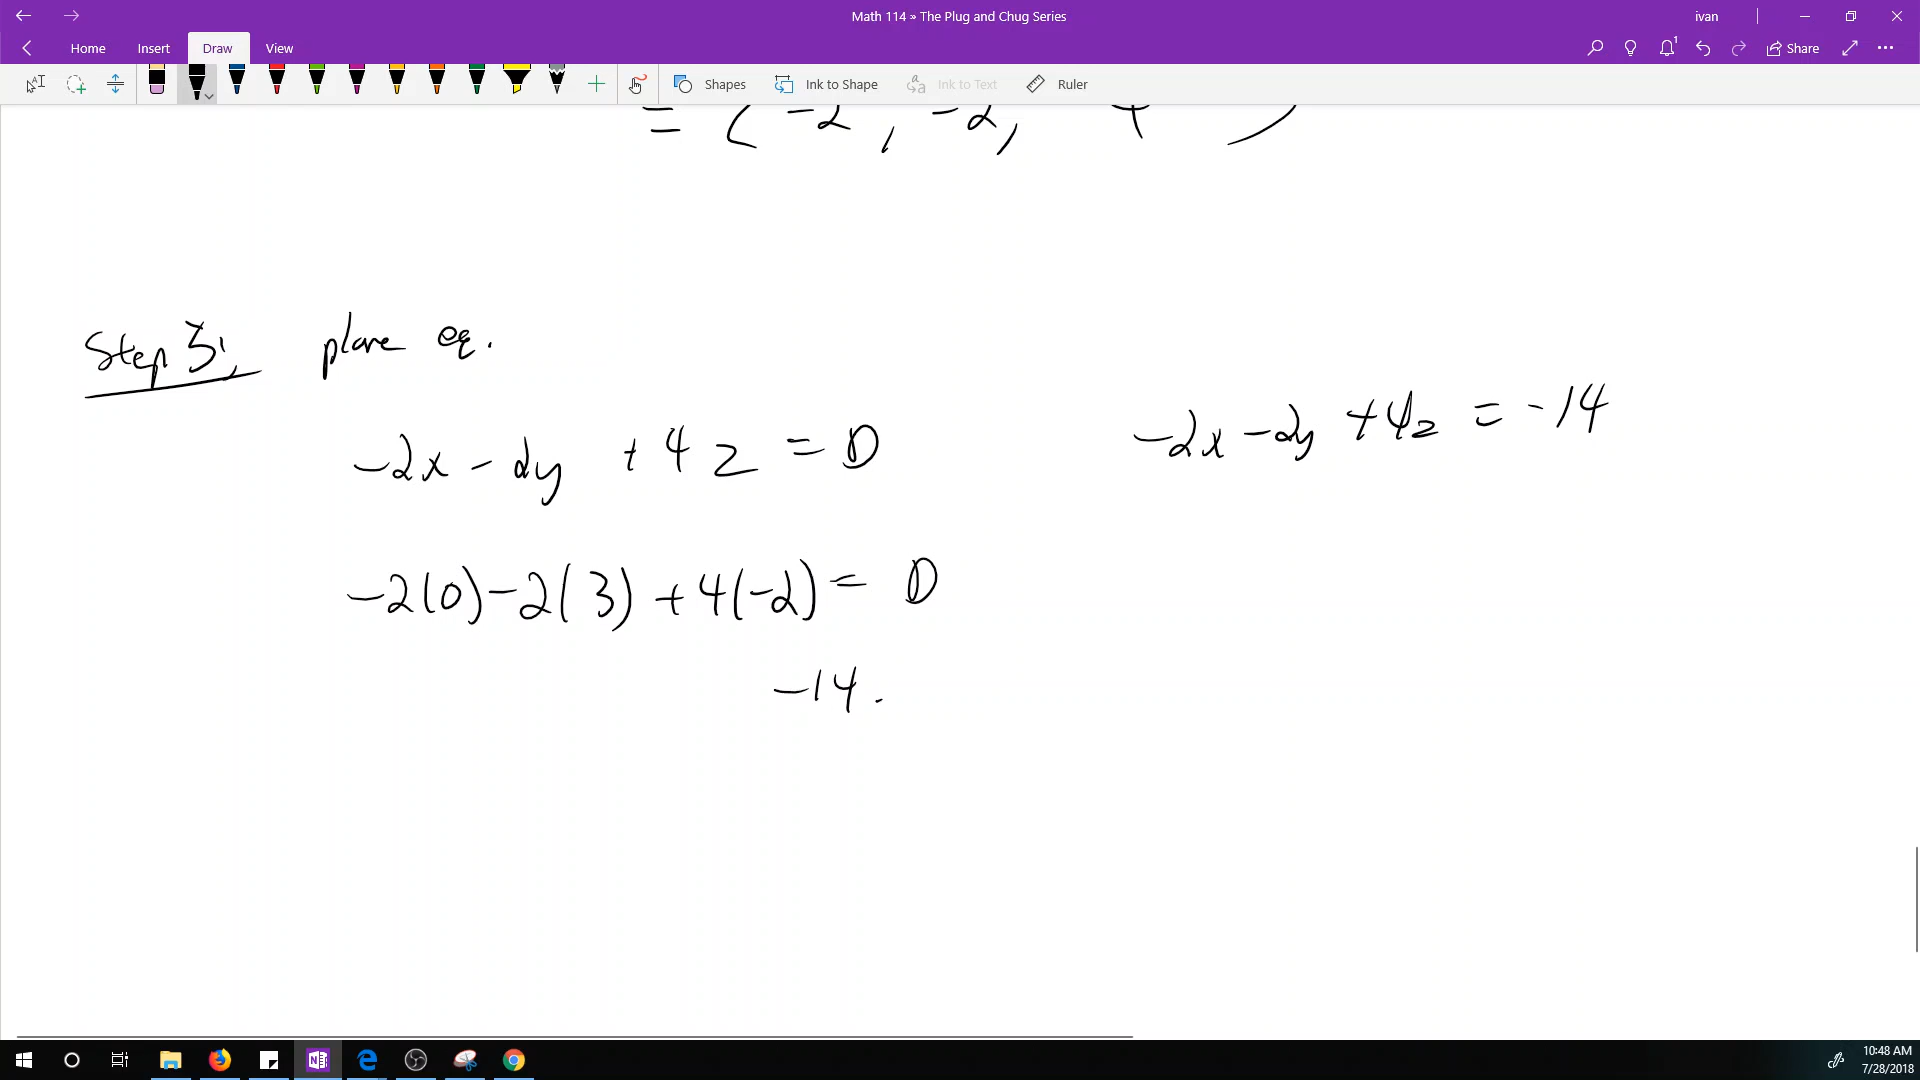 Math 114 » The Plug and Chug Series
ivan
Home Insert Draw View
1
Share
Shapes
Ink to Shape
Ink to Text
Ruler
= ( -2 , -2, 4 )
Step 3: plane eq.
-2x - 2y + 4z = D
-2x - 2y + 4z = -14
-2(0) - 2(3) + 4(-2) = D
-14.
10:48 AM
7/28/2018